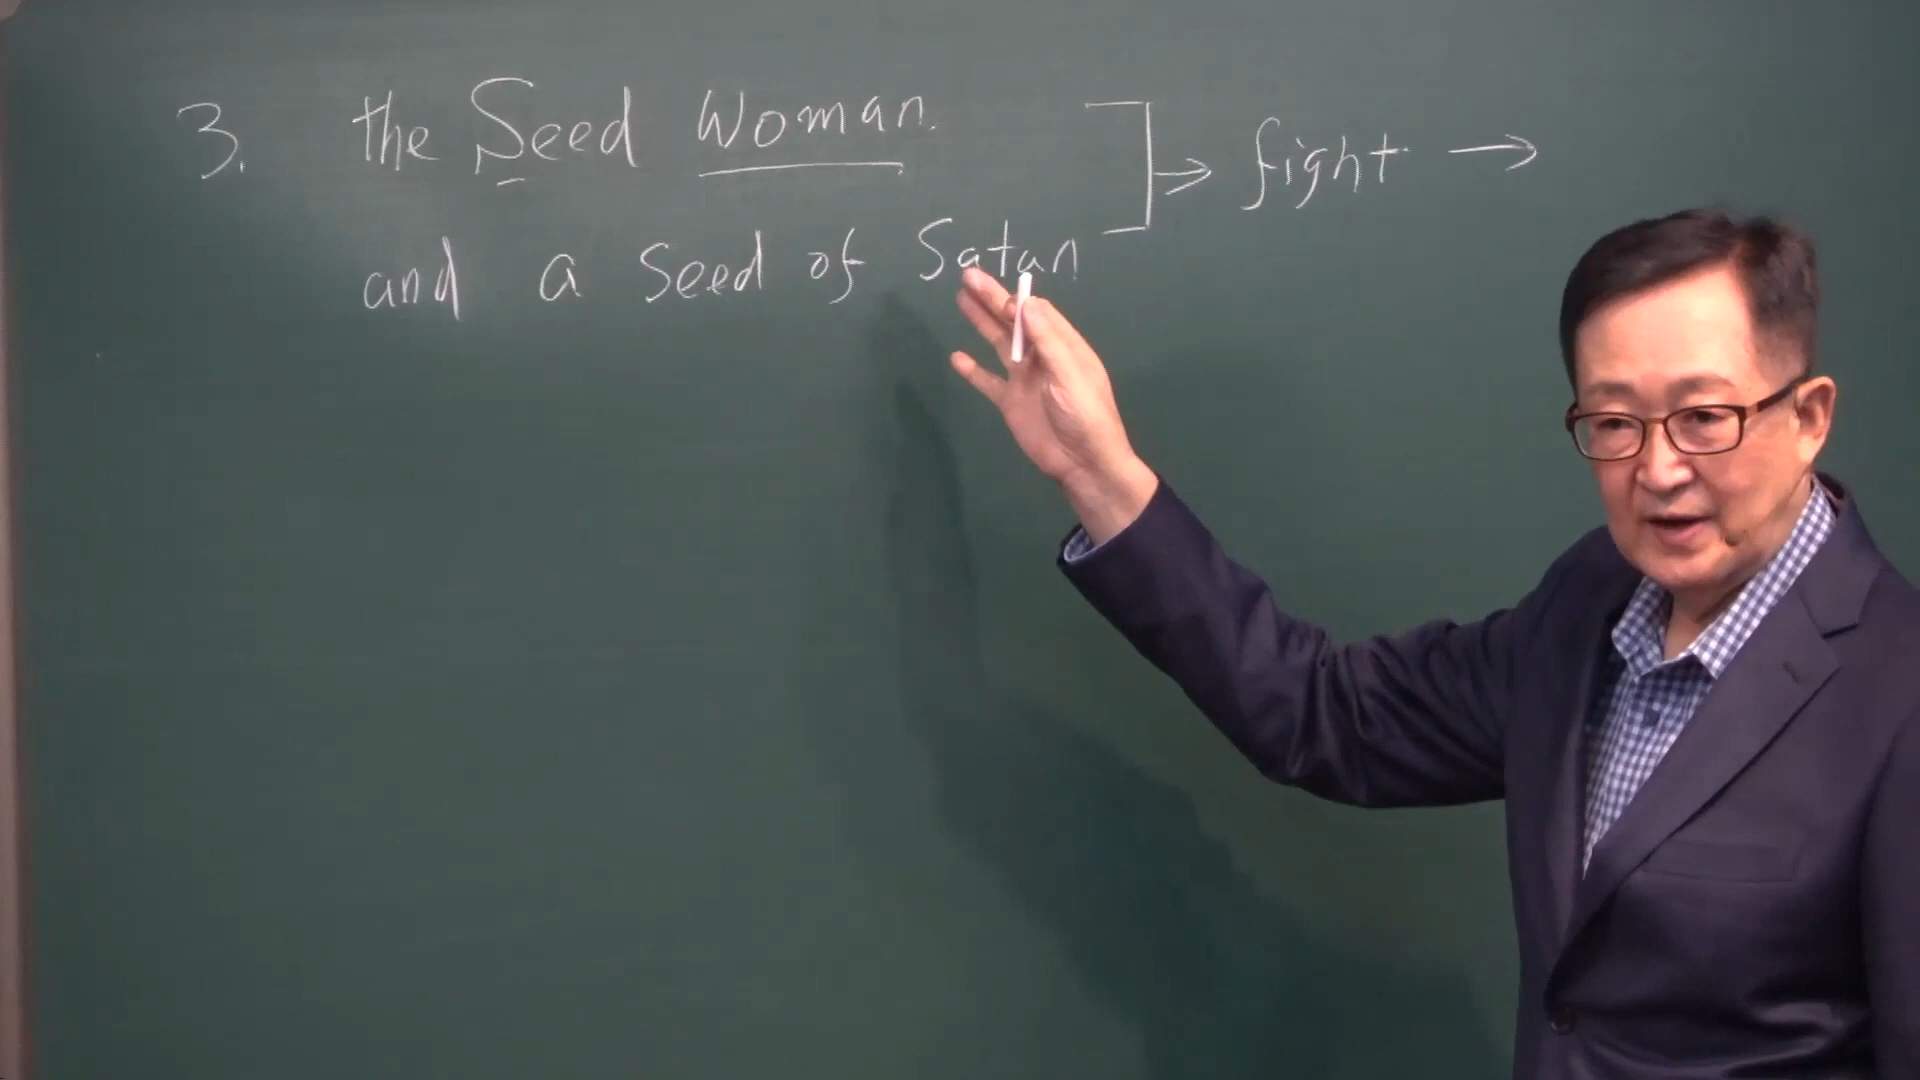 3. the Seed Woman. → fight →
and a seed of Satan